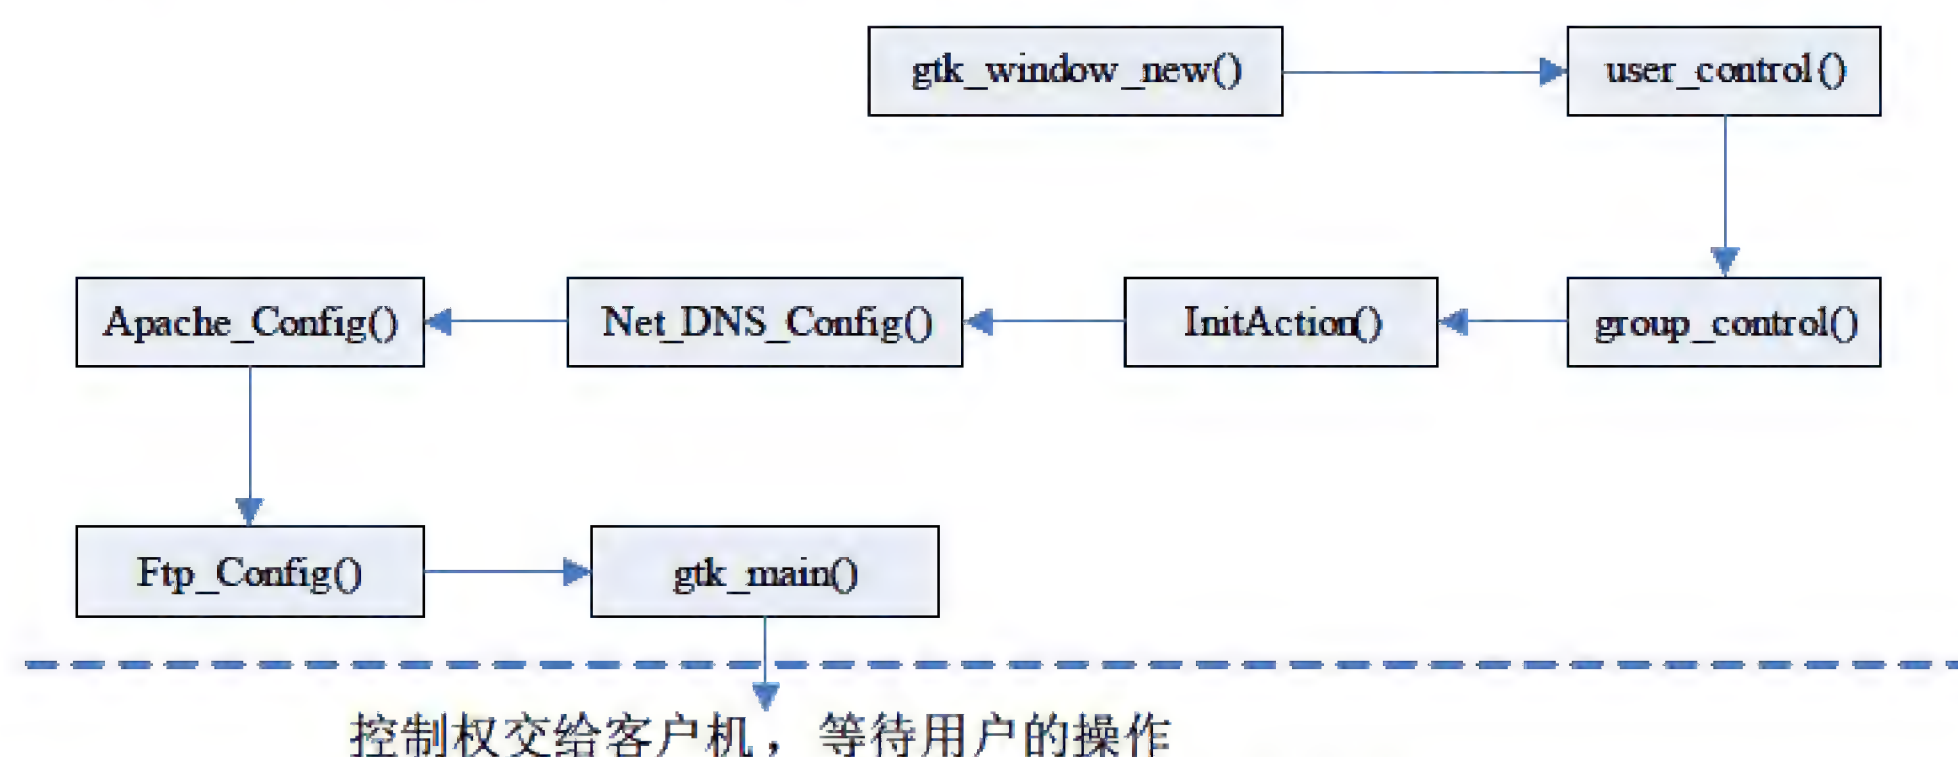 gtk_window_new()
user_control()
Apache_Config()
Net_DNS_Config()
InitAction()
group_control()
Ftp_Config()
gtk_main()
控制权交给客户机，等待用户的操作